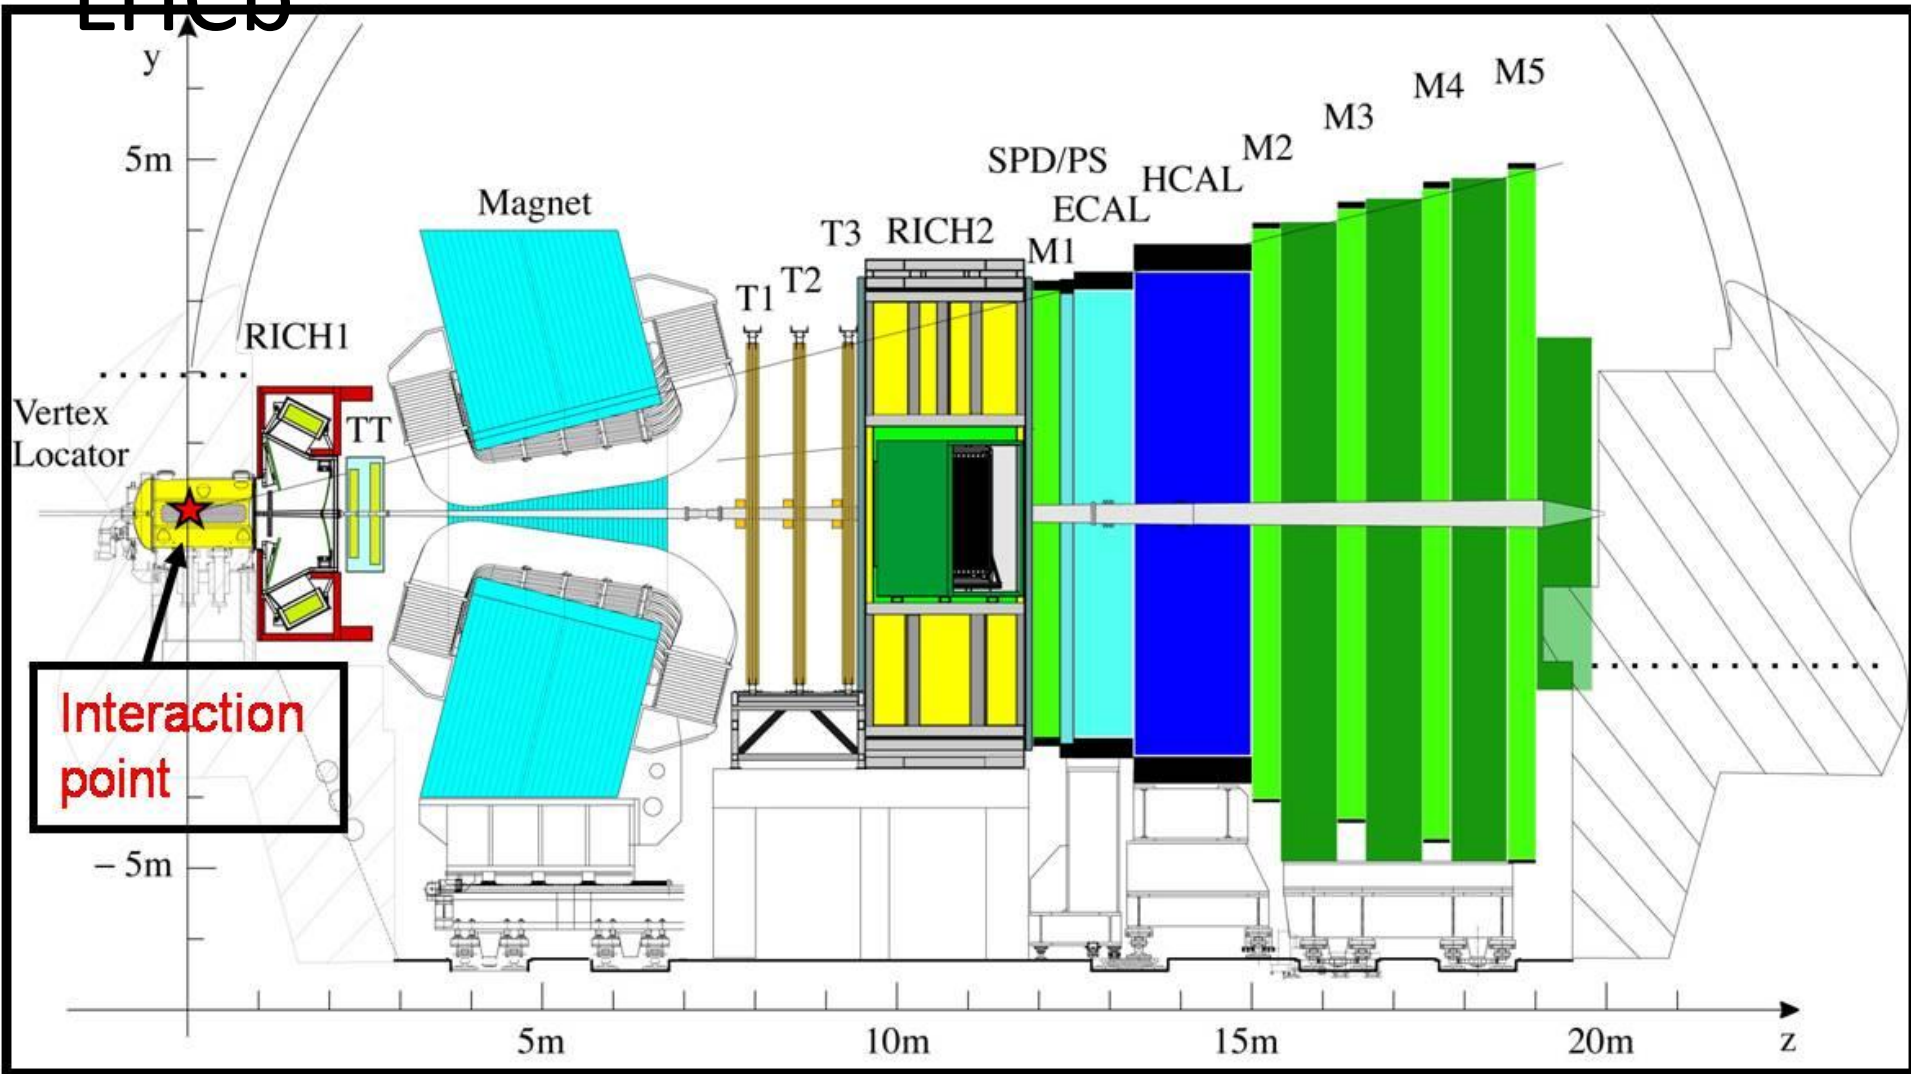 LHCb
y
5m
Magnet
RICH1
Vertex
Locator
TT
T1
T2
T3
RICH2
M1
SPD/PS
ECAL
HCAL
M2
M3
M4
M5
Interaction
point
– 5m
5m
10m
15m
20m
z